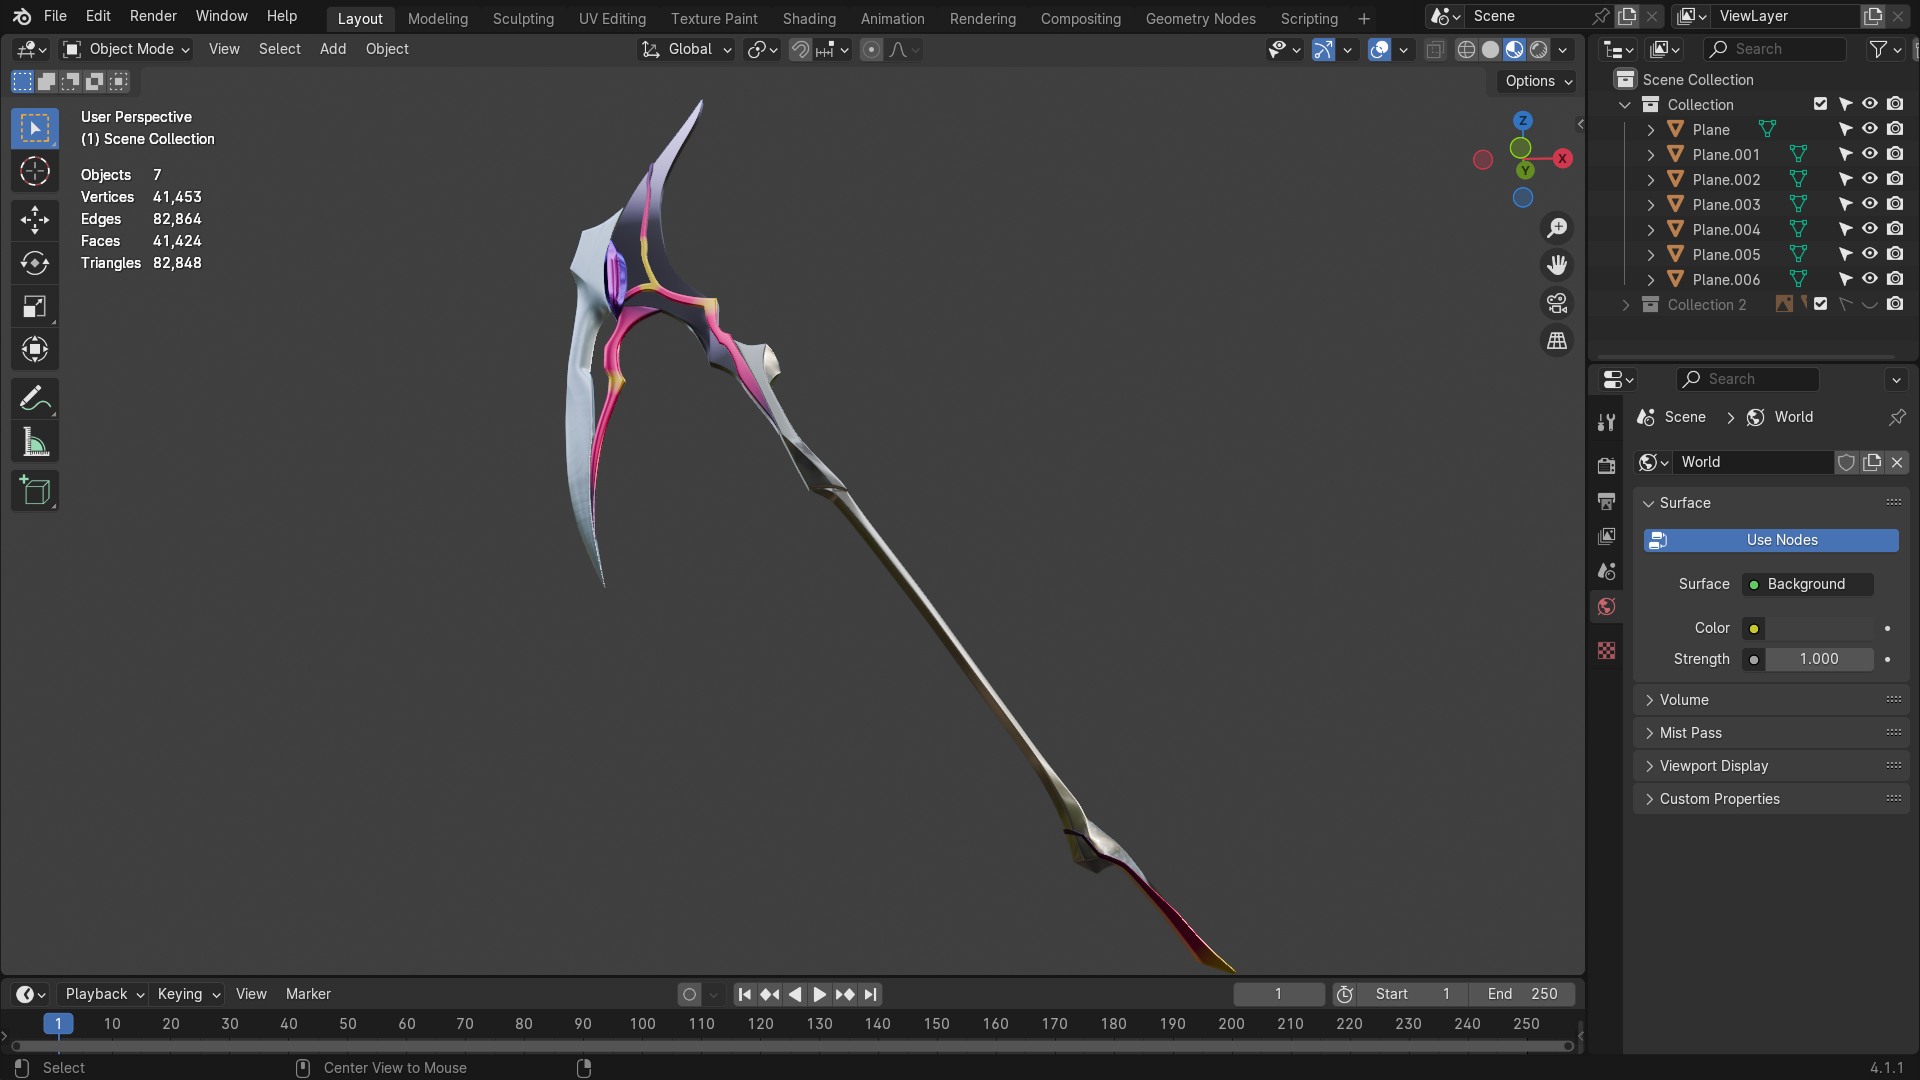 File Edit Render Window Help
Layout Modeling Sculpting UV Editing Texture Paint Shading Animation Rendering Compositing Geometry Nodes Scripting
Scene
ViewLayer
Object Mode View Select Add Object
Global
Search
Options
User Perspective
(1) Scene Collection
Objects 7
Vertices 41,453
Edges 82,864
Faces 41,424
Triangles 82,848
Z
X
Y
Scene Collection
Collection
Plane
Plane.001
Plane.002
Plane.003
Plane.004
Plane.005
Plane.006
Collection 2
Search
Scene World
World
Surface
Use Nodes
Surface Background
Color
Strength 1.000
Volume
Mist Pass
Viewport Display
Custom Properties
Playback Keying View Marker
1 Start 1 End 250
1 10 20 30 40 50 60 70 80 90 100 110 120 130 140 150 160 170 180 190 200 210 220 230 240 250
Select Center View to Mouse
4.1.1